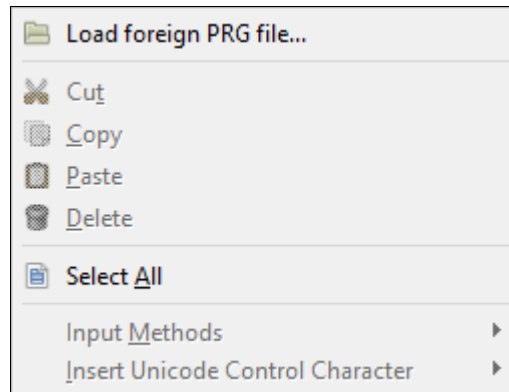 Load foreign PRG file...
Cut
Copy
Paste
Delete
Select All
Input Methods
Insert Unicode Control Character